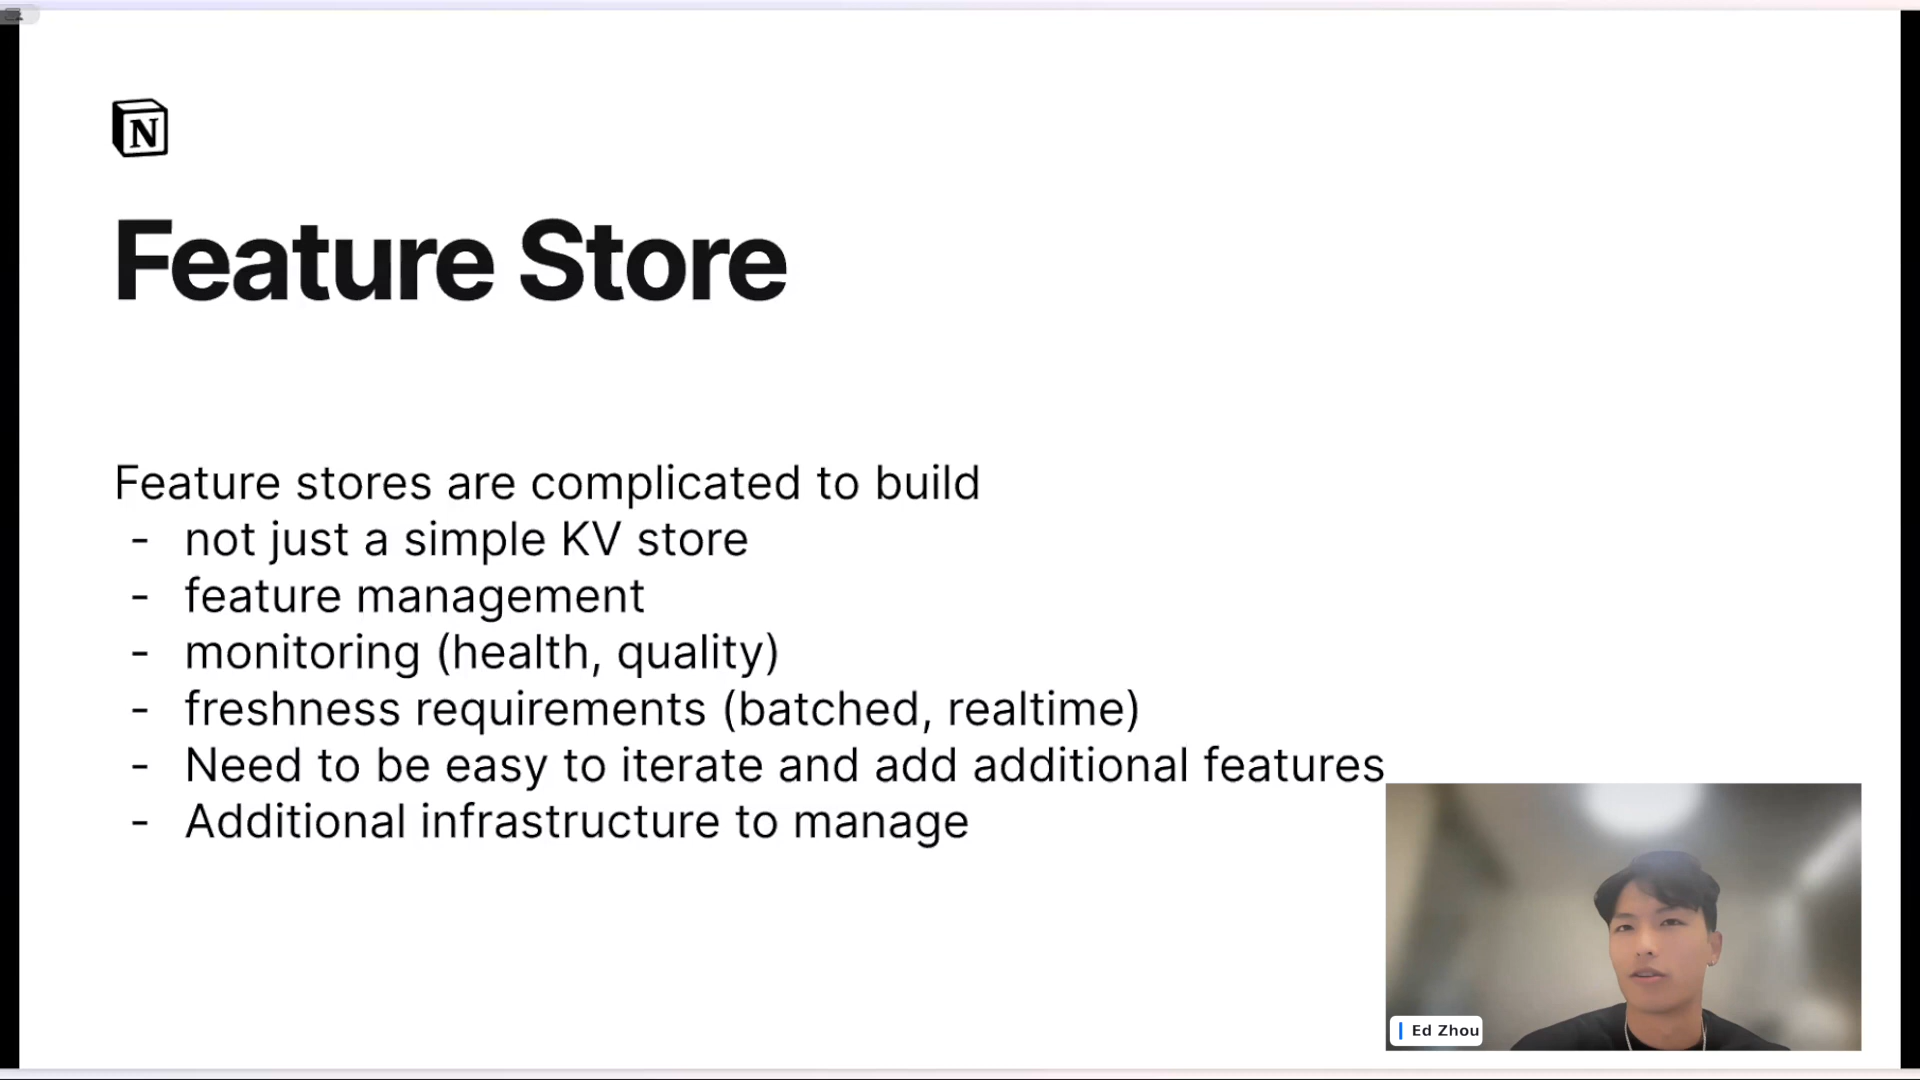 N
Feature Store
Feature stores are complicated to build
- not just a simple KV store
- feature management
- monitoring (health, quality)
- freshness requirements (batched, realtime)
- Need to be easy to iterate and add additional features
- Additional infrastructure to manage
Ed Zhou